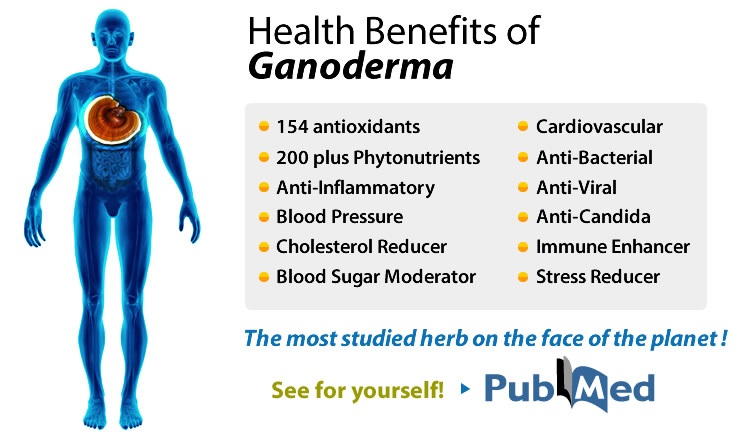 Health Benefits of
Ganoderma
154 antioxidants
200 plus Phytonutrients
Anti-Inflammatory
Blood Pressure
Cholesterol Reducer
Blood Sugar Moderator
Cardiovascular
Anti-Bacterial
Anti-Viral
Anti-Candida
Immune Enhancer
Stress Reducer
The most studied herb on the face of the planet !
See for yourself! PubMed